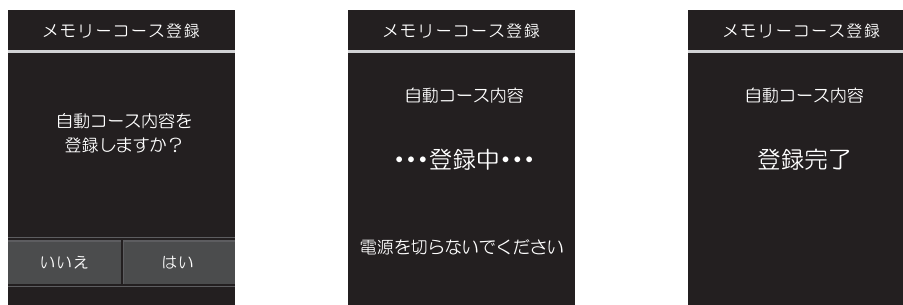 メモリーコース登録
自動コース内容を
登録しますか?
いいえ
はい
メモリーコース登録
自動コース内容
•••登録中•••
電源を切らないでください
メモリーコース登録
自動コース内容
登録完了